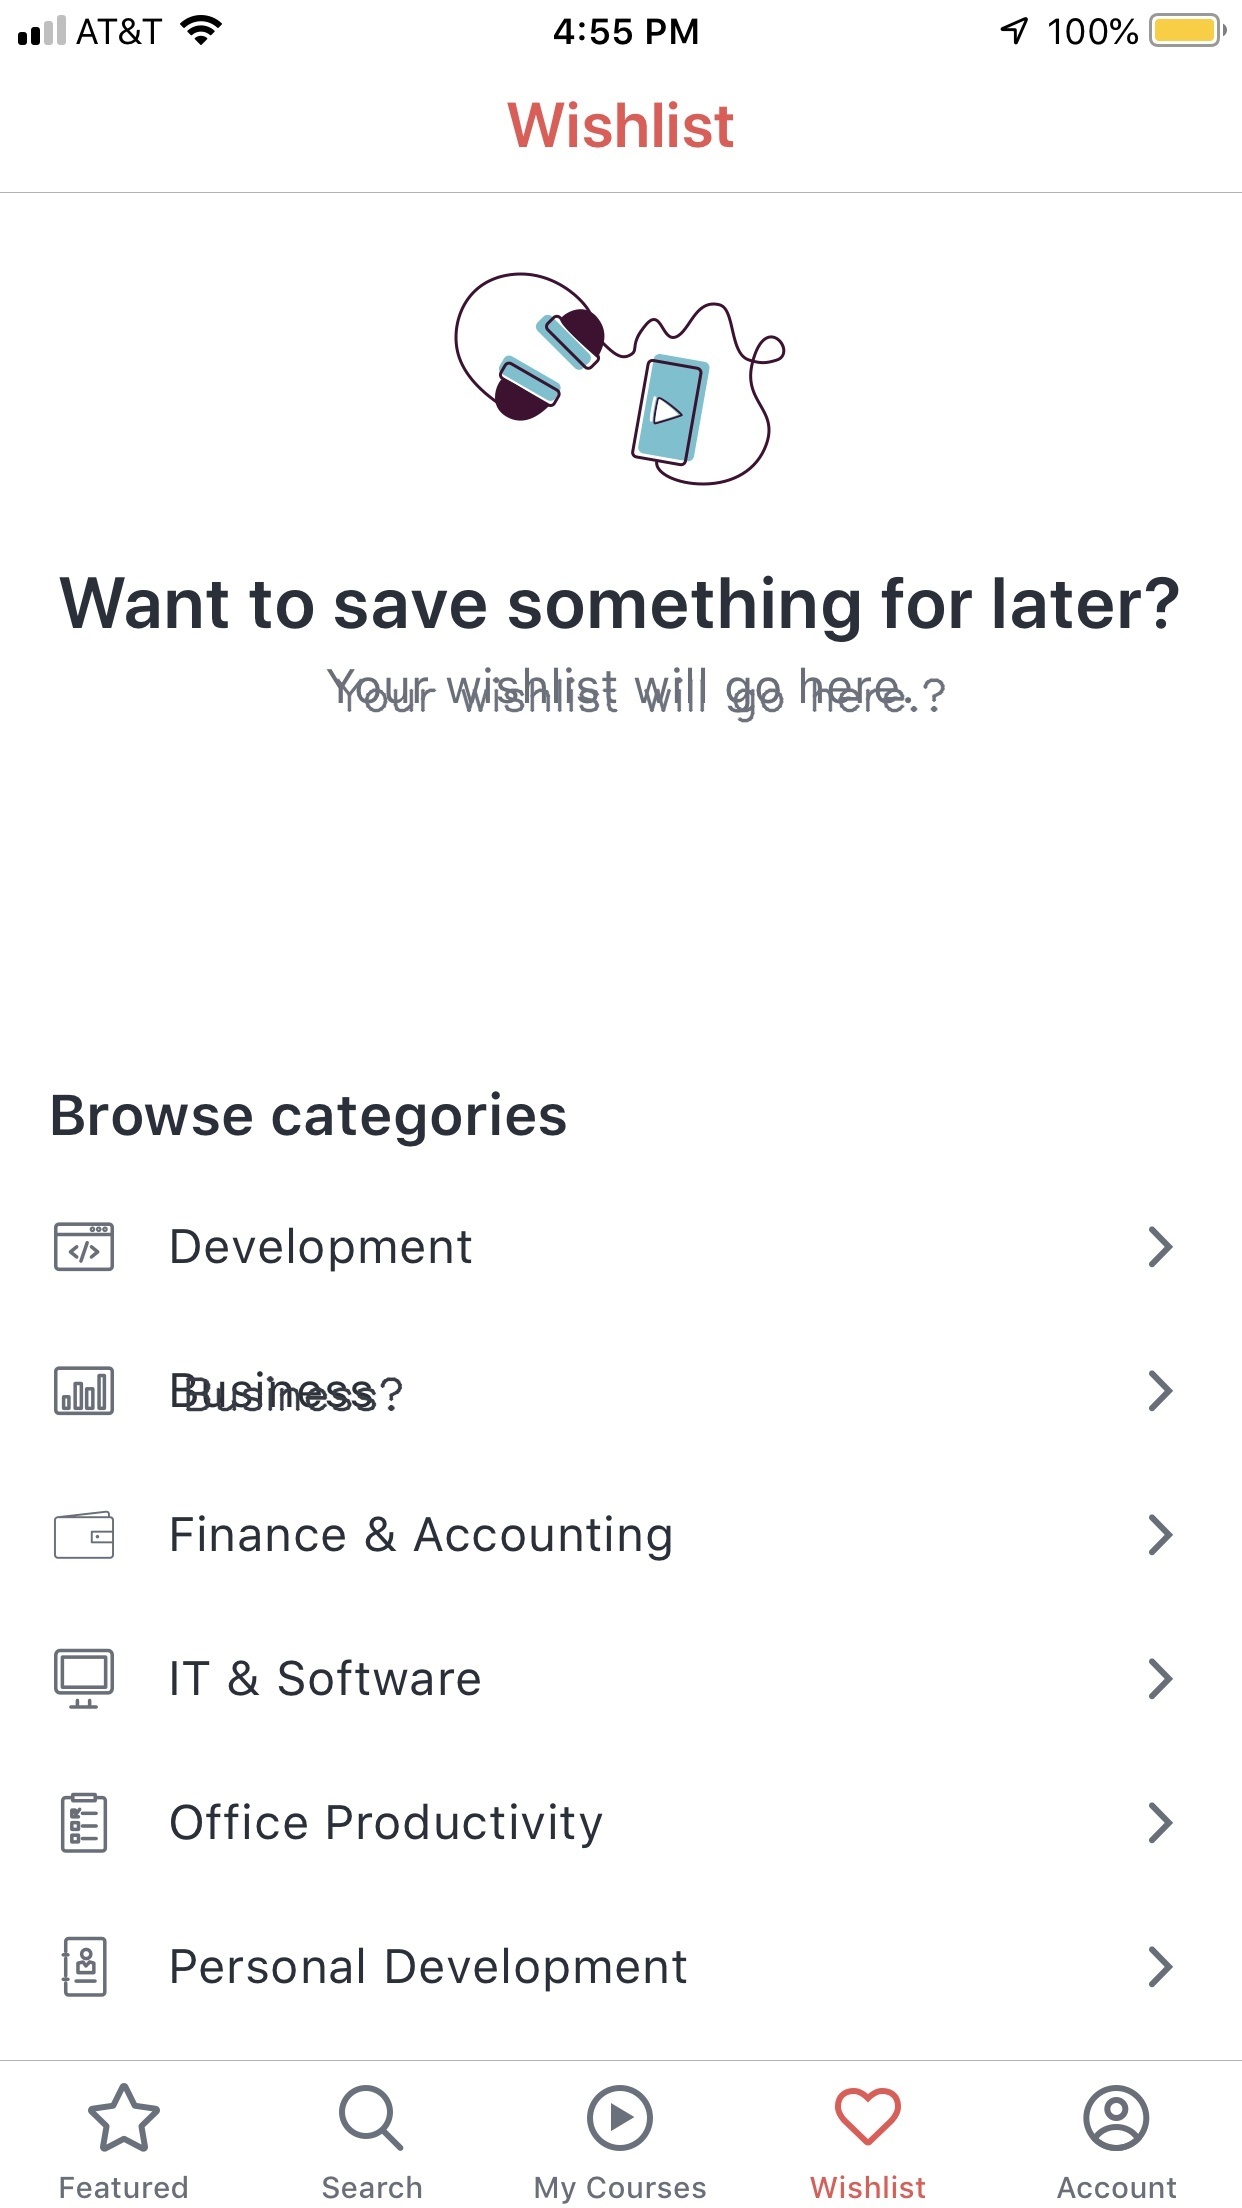 AT&T 4:55 PM 100%
Wishlist
Want to save something for later?
Your wishlist will go here.
Your wishlist will go here.?
Browse categories
Development
Business
Business?
Finance & Accounting
IT & Software
Office Productivity
Personal Development
Featured Search My Courses Wishlist Account